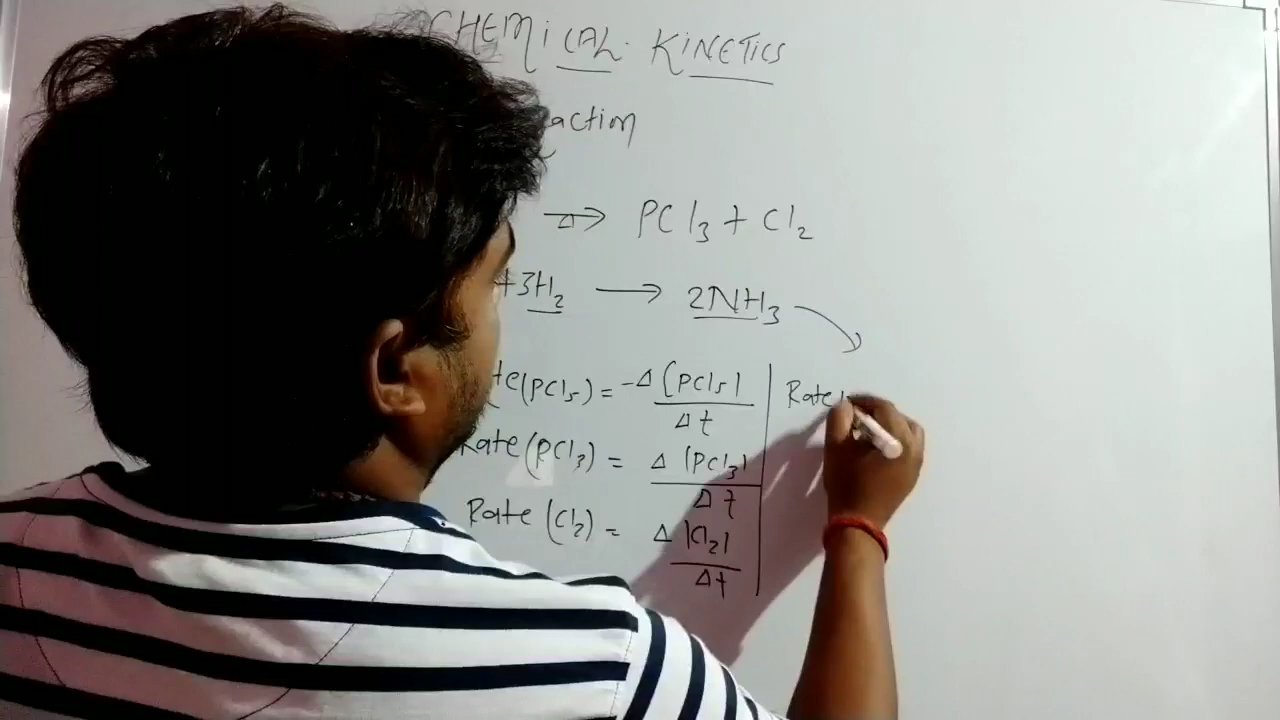 CHEMICAL KINETICS
action
△→ PCl3 + Cl2
+3H2 → 2NH3
te(PCl5) = -Δ[PCl5]/Δt
Rate(PCl3) = Δ[PCl3]/Δt
Rate (Cl2) = Δ[Cl2]/Δt
Rate